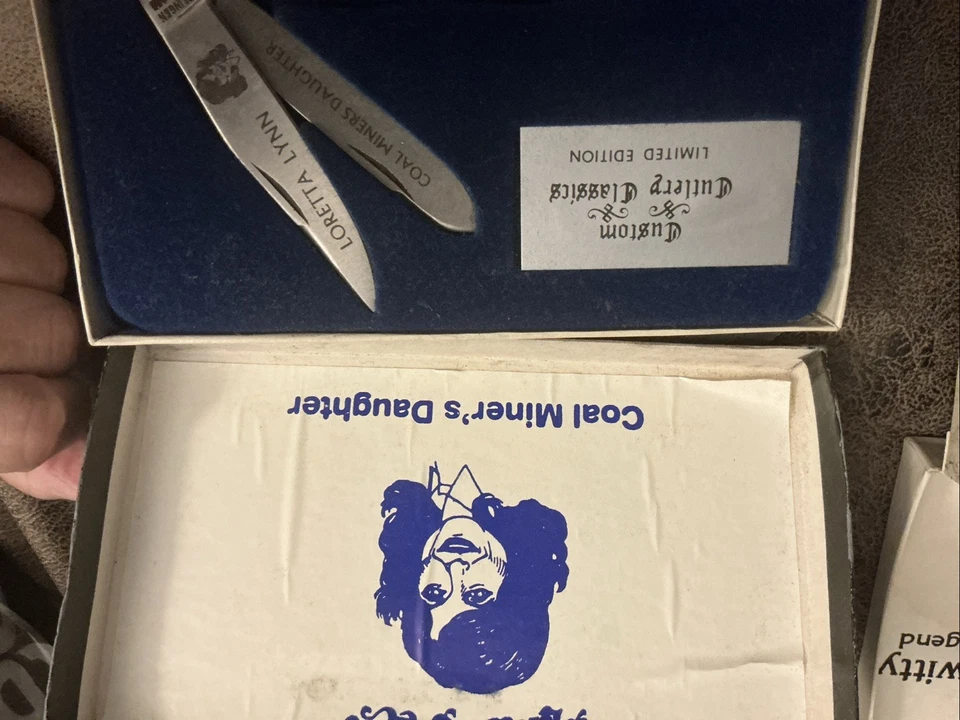 LORETTA LYNN
COAL MINERS DAUGHTER
Custom
Cutlery Classics
LIMITED EDITION
Coal Miner's Daughter